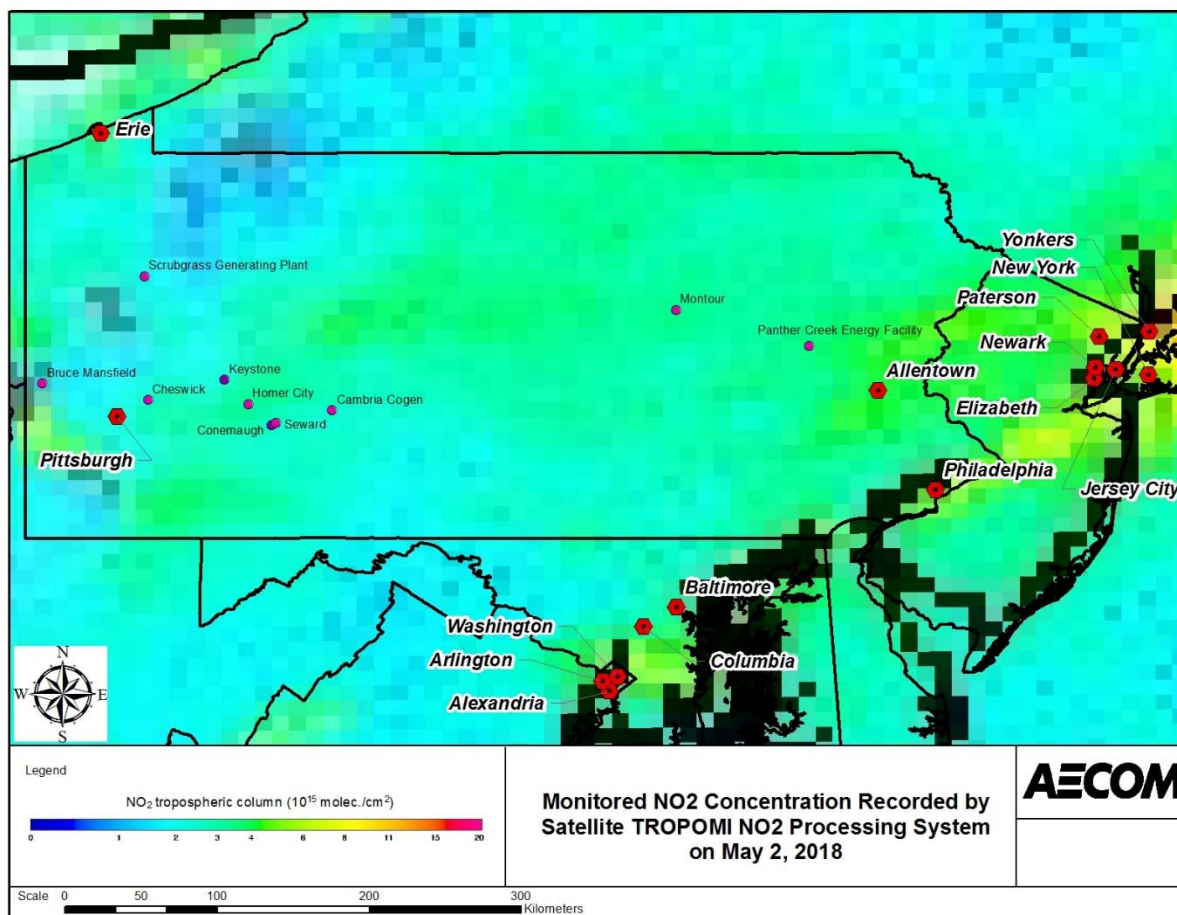 Erie
Yonkers
New York
Scrubgrass Generating Plant
Paterson
Montour
Panther Creek Energy Facility
Newark
Bruce Mansfield
Keystone
Allentown
Cheswick
Homer City
Cambria Cogen
Elizabeth
Conemaugh
Seward
Pittsburgh
Philadelphia
Jersey City
Baltimore
Washington
Arlington
Columbia
Alexandria
N
W E
S
Legend
NO2 tropospheric column (10^15 molec./cm^2)
0 1 2 3 4 6 8 11 15 20
Monitored NO2 Concentration Recorded by
Satellite TROPOMI NO2 Processing System
on May 2, 2018
AECOM
Scale 0 50 100 200 300
Kilometers